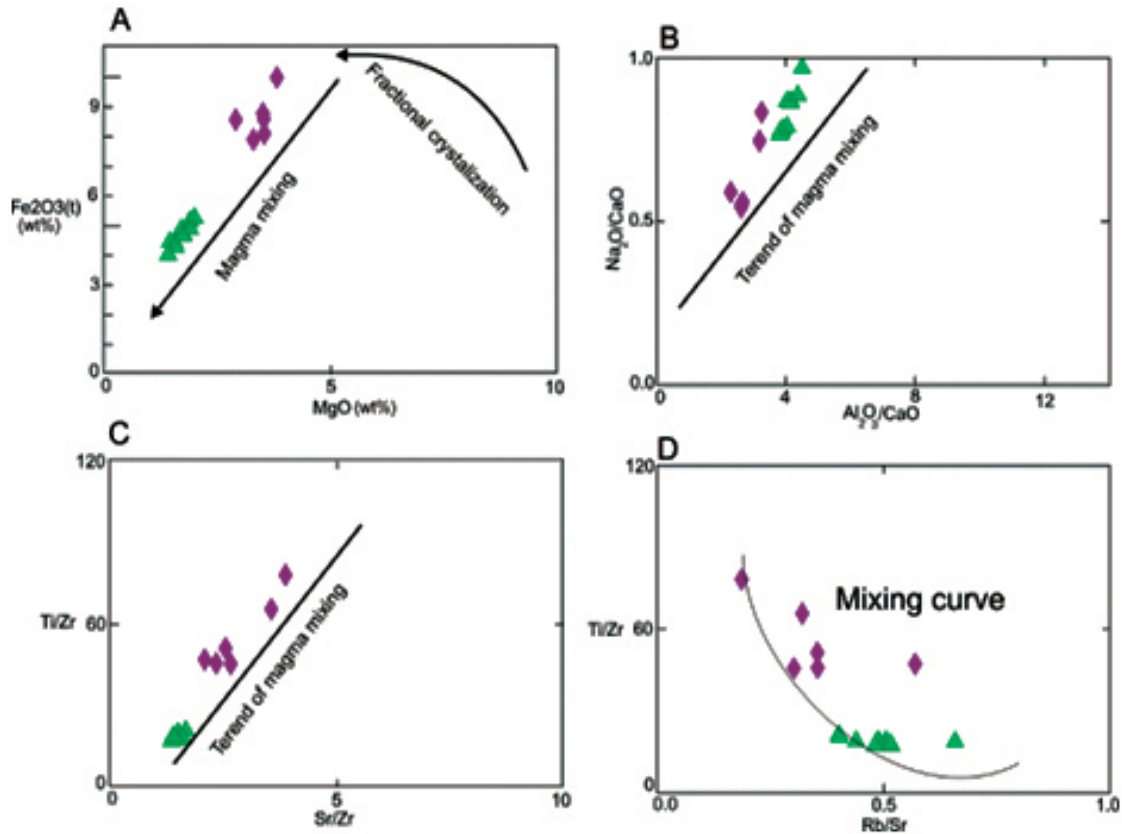 A
9
6
3
0
Fe2O3(t)
(wt%)
Fractional crystalization
Magma mixing
0
5
10
MgO (wt%)
B
1.0
0.5
0.0
Na2O/CaO
Terend of magma mixing
0
4
8
12
Al2O3/CaO
C
120
60
0
Ti/Zr
Terend of magma mixing
0
5
10
Sr/Zr
D
120
60
0
Ti/Zr
Mixing curve
0.0
0.5
1.0
Rb/Sr